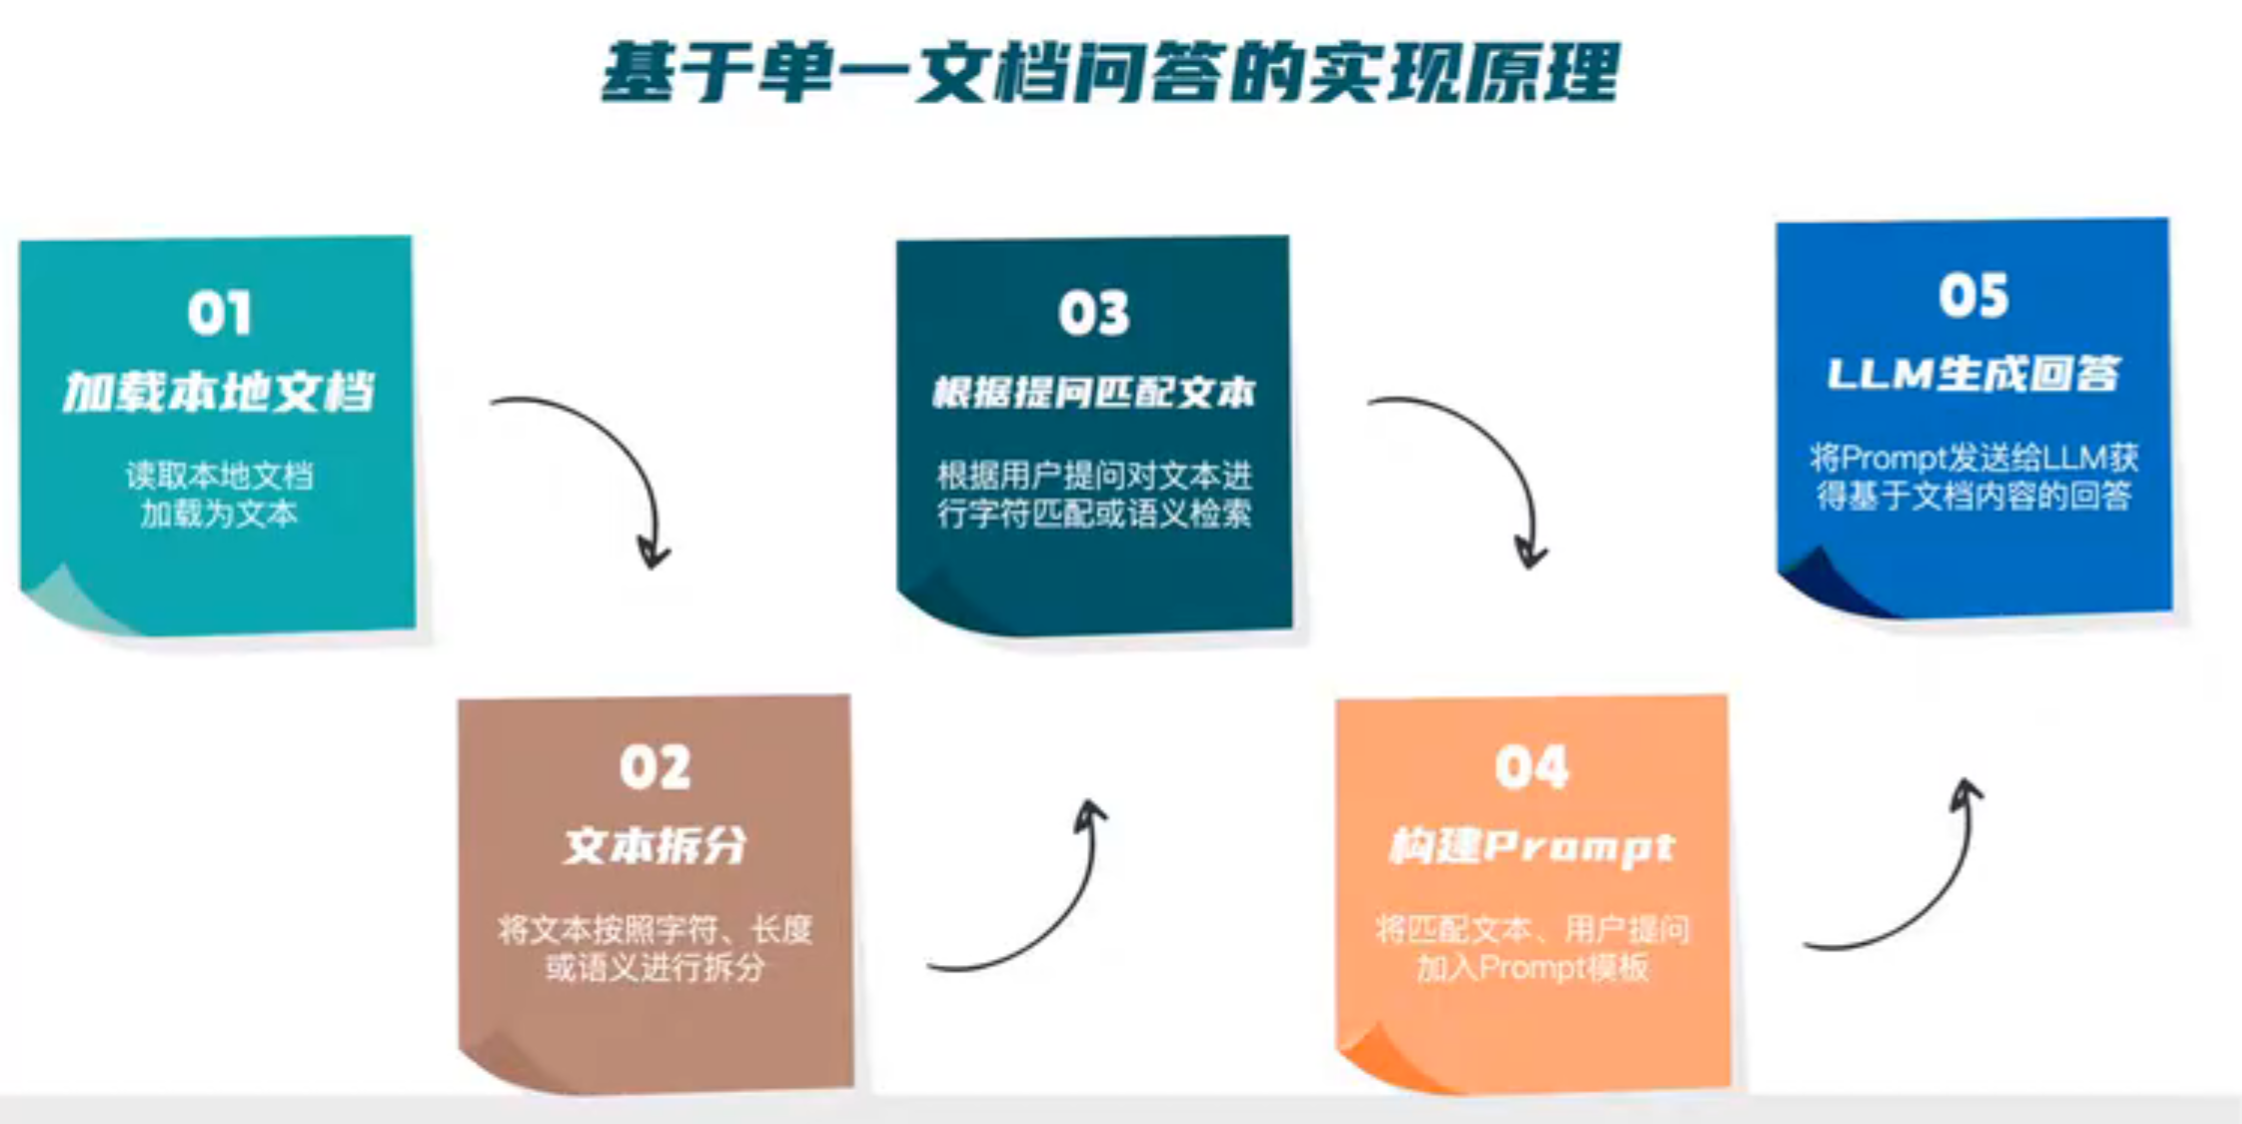 基于单一文档问答的实现原理
01
加载本地文档
读取本地文档
加载为文本
02
文本拆分
将文本按照字符、长度
或语义进行拆分
03
根据提问匹配文本
根据用户提问对文本进
行字符匹配或语义检索
04
构建Prompt
将匹配文本、用户提问
加入Prompt模板
05
LLM生成回答
将Prompt发送给LLM获
得基于文档内容的回答